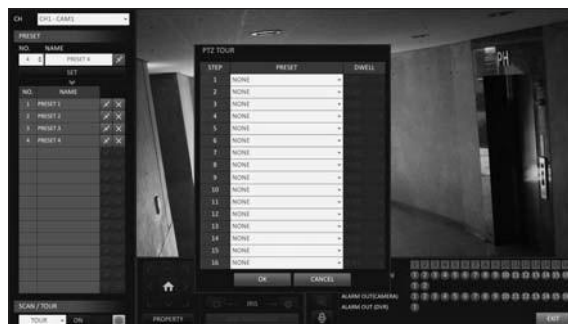 CH CH1 - CAM1
PRESET
NO. NAME
4 PRESET 4
SET
NO. NAME
1 PRESET 1
2 PRESET 2
3 PRESET 3
4 PRESET 4
SCAN / TOUR
TOUR ON
PTZ TOUR
STEP PRESET DWELL
1 NONE
2 NONE
3 NONE
4 NONE
5 NONE
6 NONE
7 NONE
8 NONE
9 NONE
10 NONE
11 NONE
12 NONE
13 NONE
14 NONE
15 NONE
16 NONE
OK CANCEL
PH
IRIS
PROPERTY
ALARM OUT(CAMERA)
ALARM OUT (DVR)
EXIT